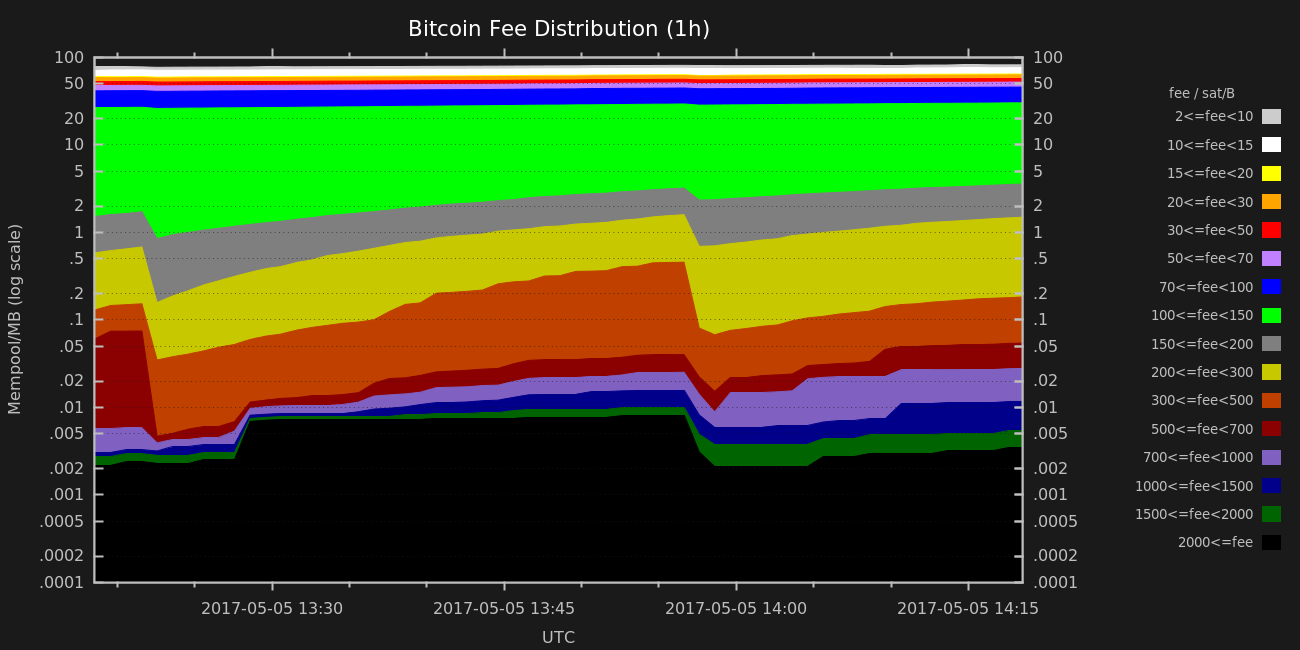 Bitcoin Fee Distribution (1h)
100
50
20
10
5
2
1
.5
.2
.1
.05
.02
.01
.005
.002
.001
.0005
.0002
.0001
Mempool/MB (log scale)
100
50
20
10
5
2
1
.5
.2
.1
.05
.02
.01
.005
.002
.001
.0005
.0002
.0001
2017-05-05 13:30
2017-05-05 13:45
2017-05-05 14:00
2017-05-05 14:15
UTC
fee / sat/B
2<=fee<10
10<=fee<15
15<=fee<20
20<=fee<30
30<=fee<50
50<=fee<70
70<=fee<100
100<=fee<150
150<=fee<200
200<=fee<300
300<=fee<500
500<=fee<700
700<=fee<1000
1000<=fee<1500
1500<=fee<2000
2000<=fee